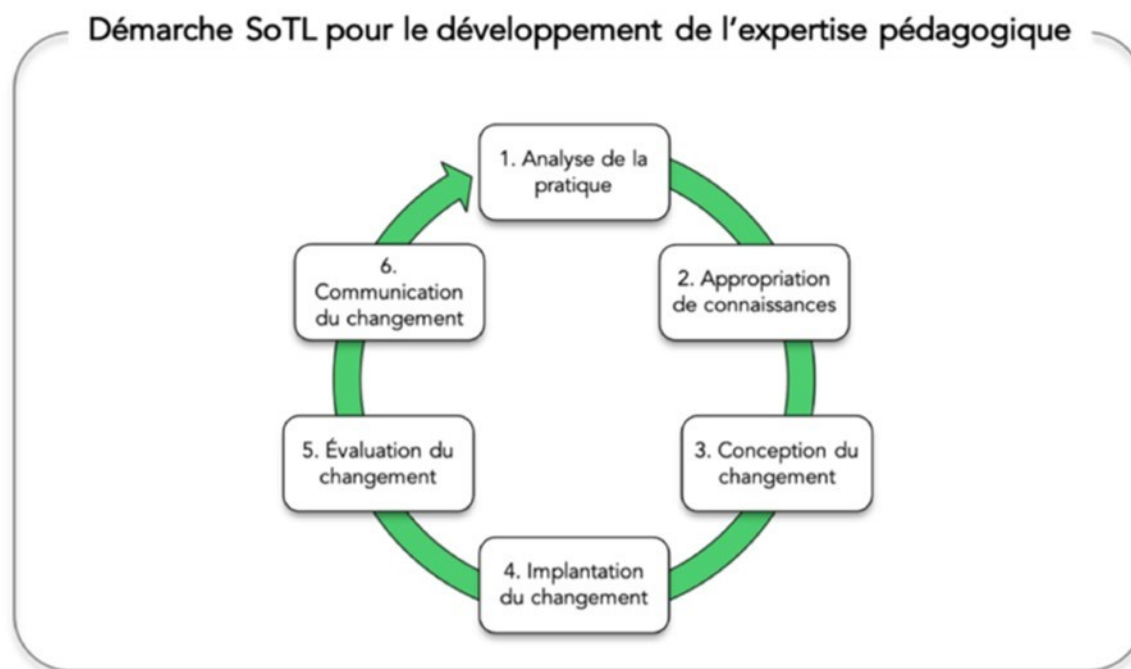 Démarche SoTL pour le développement de l'expertise pédagogique
1. Analyse de la
pratique
2. Appropriation
de connaissances
3. Conception du
changement
4. Implantation
du changement
5. Évaluation du
changement
6.
Communication
du changement